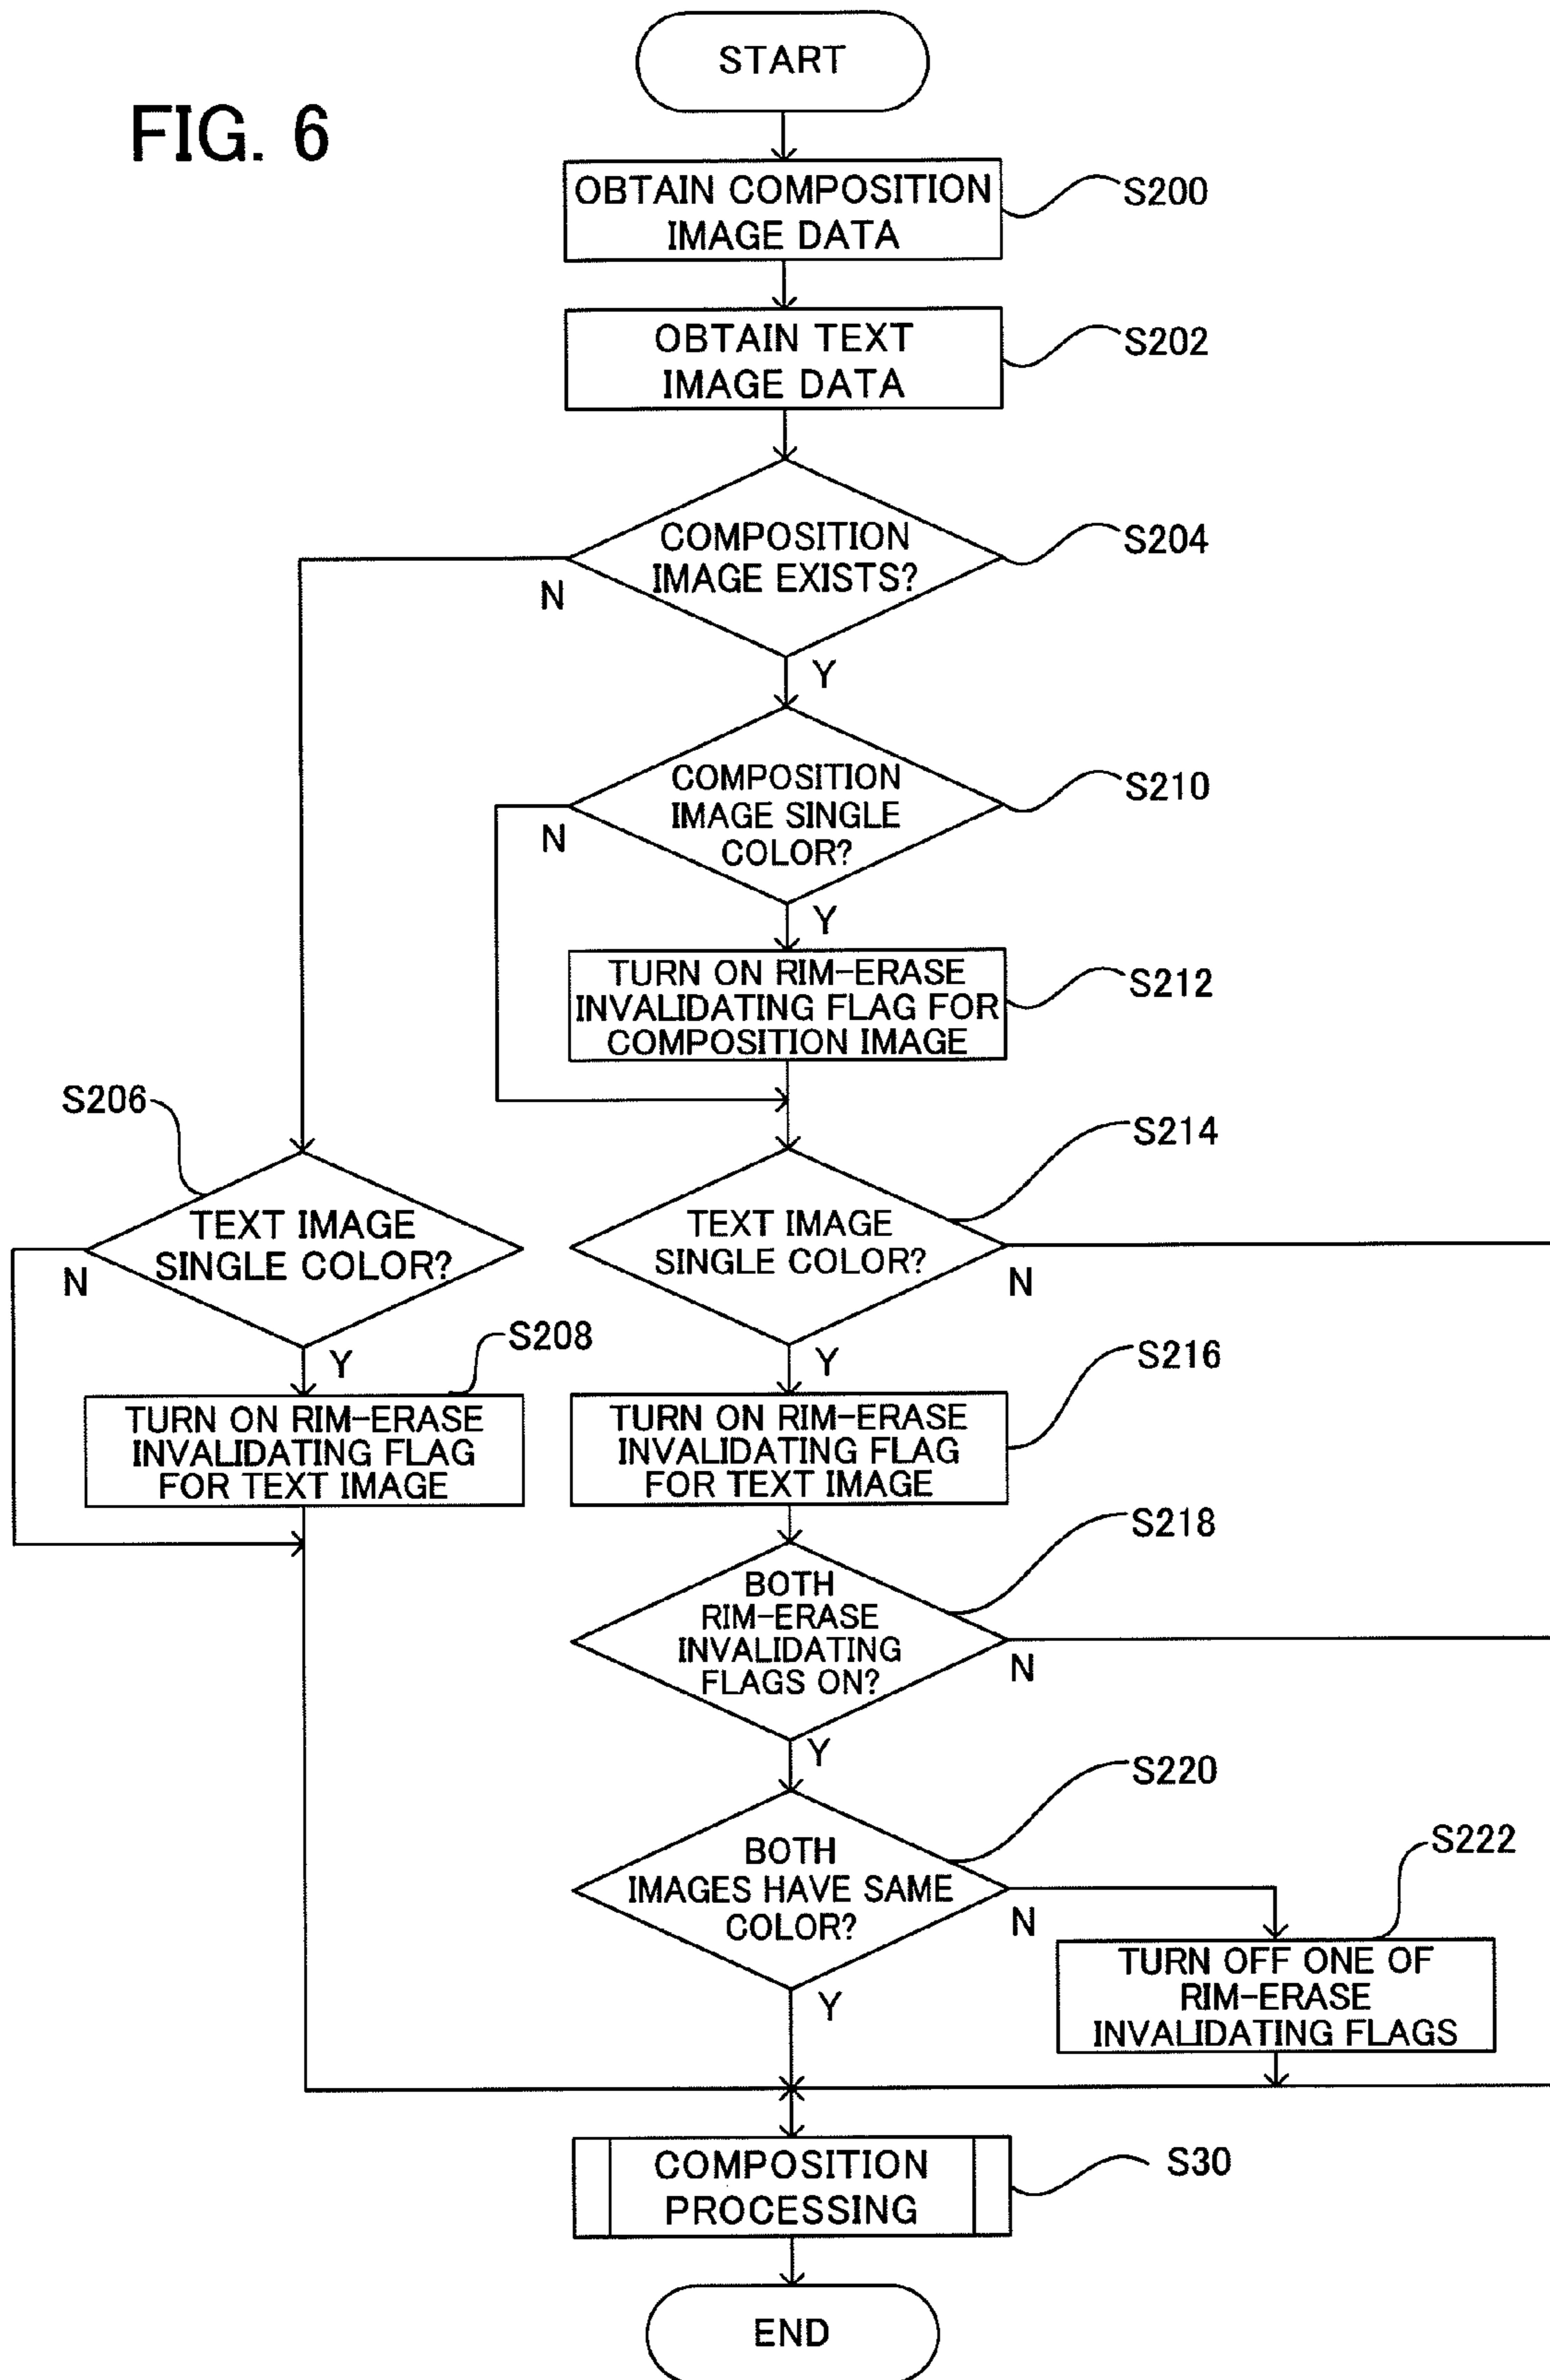 START
FIG. 6
OBTAIN COMPOSITION
IMAGE DATA
S200
OBTAIN TEXT
IMAGE DATA
S202
COMPOSITION
IMAGE EXISTS?
S204
N
Y
COMPOSITION
IMAGE SINGLE
COLOR?
S210
N
Y
TURN ON RIM-ERASE
INVALIDATING FLAG FOR
COMPOSITION IMAGE
S212
S206
TEXT IMAGE
SINGLE COLOR?
N
Y
S208
TURN ON RIM-ERASE
INVALIDATING FLAG
FOR TEXT IMAGE
S214
TEXT IMAGE
SINGLE COLOR?
N
Y
S216
TURN ON RIM-ERASE
INVALIDATING FLAG
FOR TEXT IMAGE
S218
BOTH
RIM-ERASE
INVALIDATING
FLAGS ON?
N
Y
S220
BOTH
IMAGES HAVE SAME
COLOR?
N
Y
S222
TURN OFF ONE OF
RIM-ERASE
INVALIDATING FLAGS
COMPOSITION
PROCESSING
S30
END